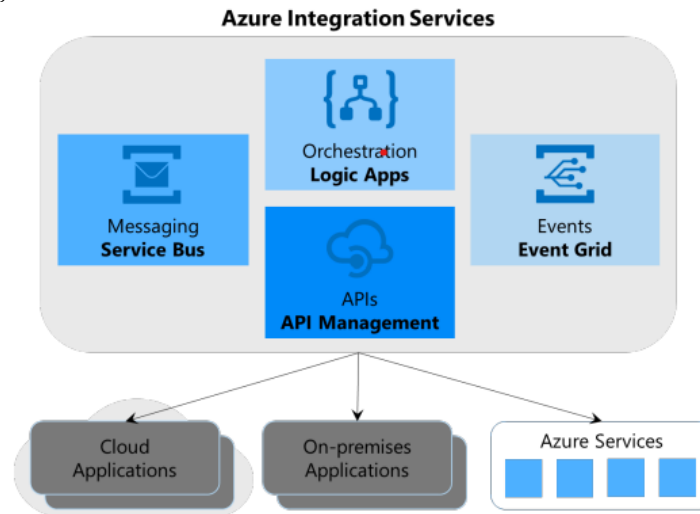 Azure Integration Services
Orchestration
Logic Apps
Messaging
Service Bus
Events
Event Grid
APIs
API Management
Cloud
Applications
On-premises
Applications
Azure Services